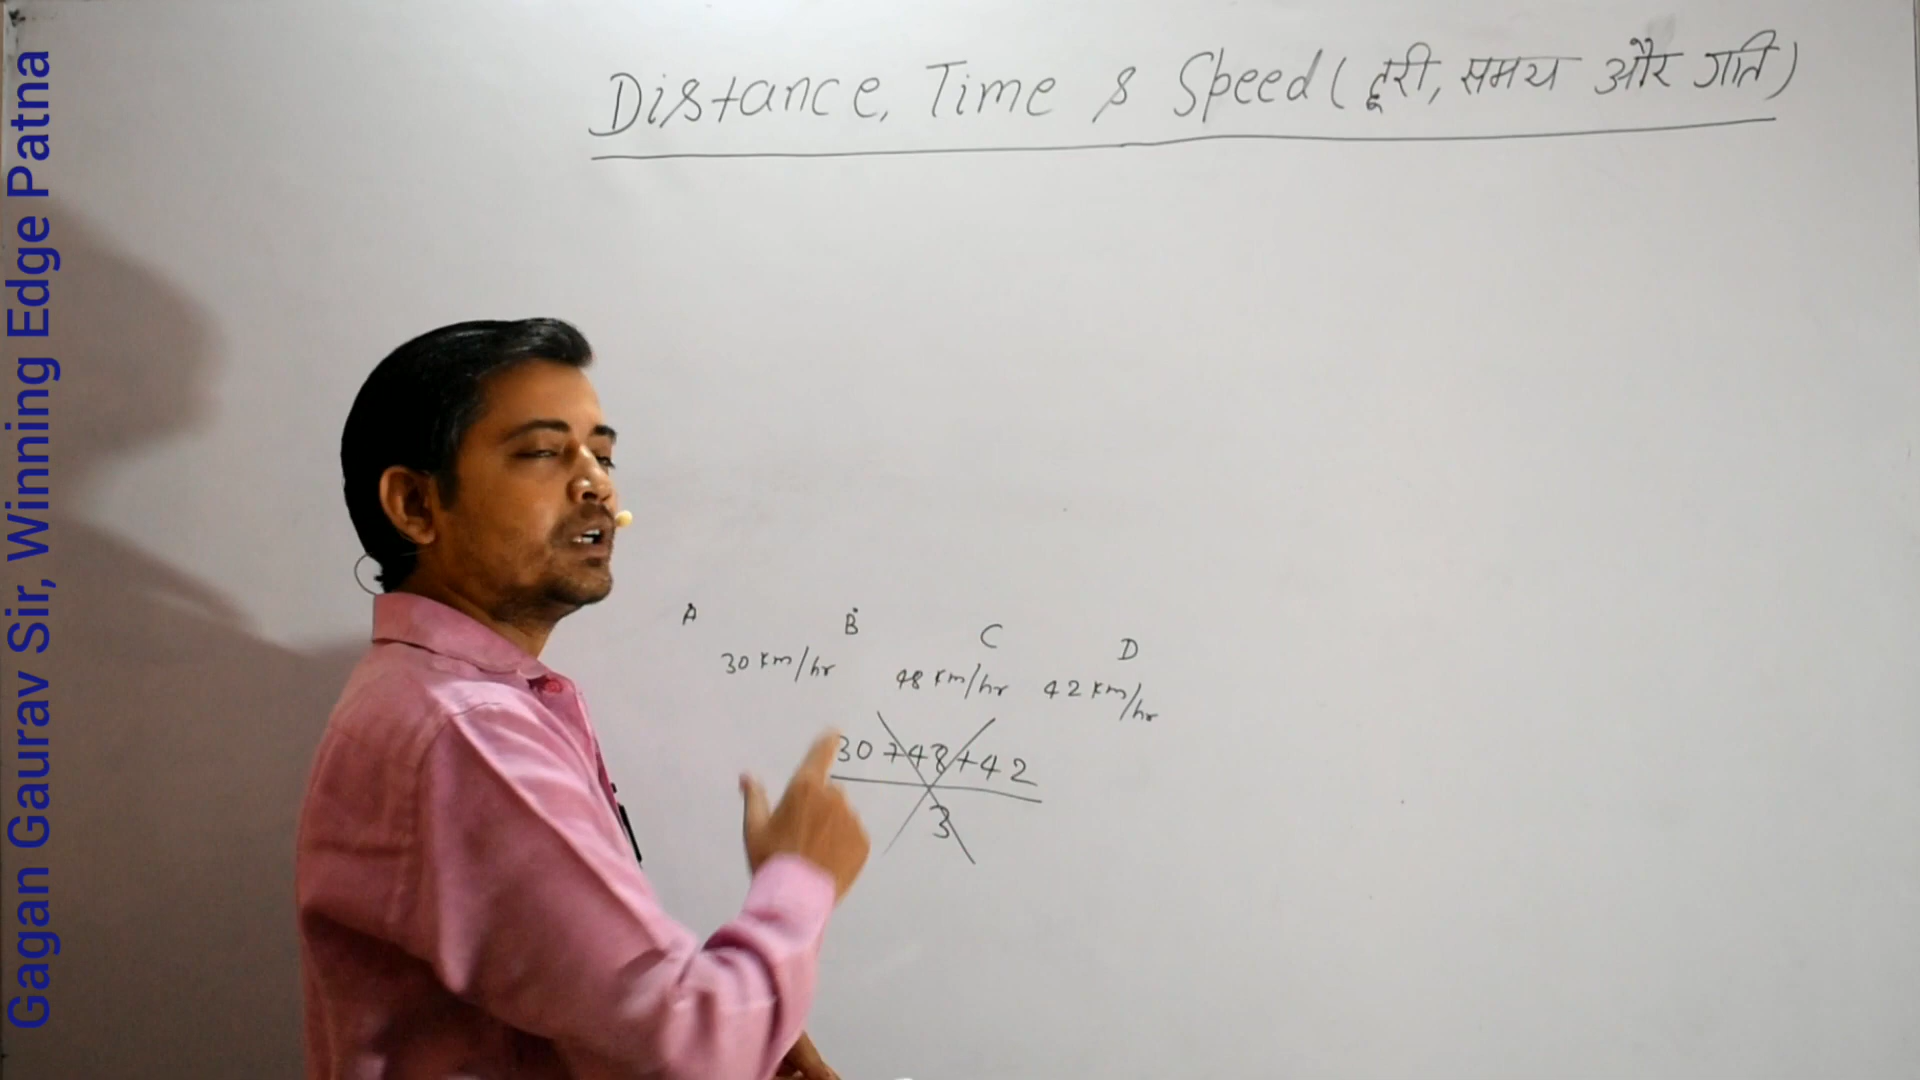 Distance, Time & Speed (दूरी, समय और गति)
Gagan Gaurav Sir, Winning Edge Patna
A B C D
30 km/hr 48 km/hr 42 km/hr
30 + 48 + 42
3